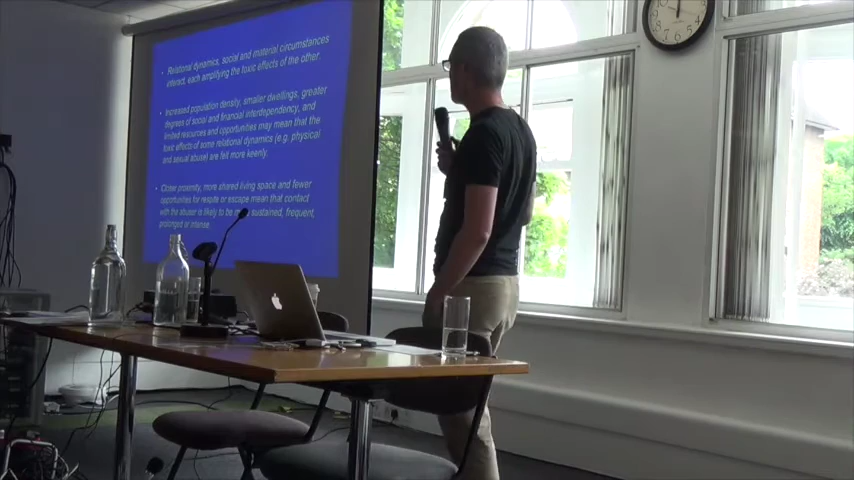 • Relational dynamics, social and material circumstances
interact, each amplifying the toxic effects of the other.
• Increased population density, smaller dwellings, greater
degrees of social and financial interdependency, and
limited resources and opportunities may mean that the
toxic effects of some relational dynamics (e.g. physical
and sexual abuse) are felt more keenly.
• Closer proximity, more shared living space and fewer
opportunities for respite or escape mean that contact
with the abuser is likely to be more sustained, frequent,
prolonged or intense.